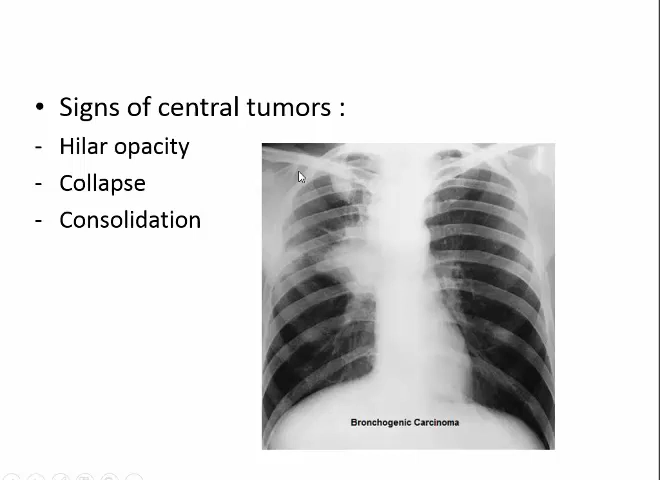 • Signs of central tumors :
- Hilar opacity
- Collapse
- Consolidation
Bronchogenic Carcinoma